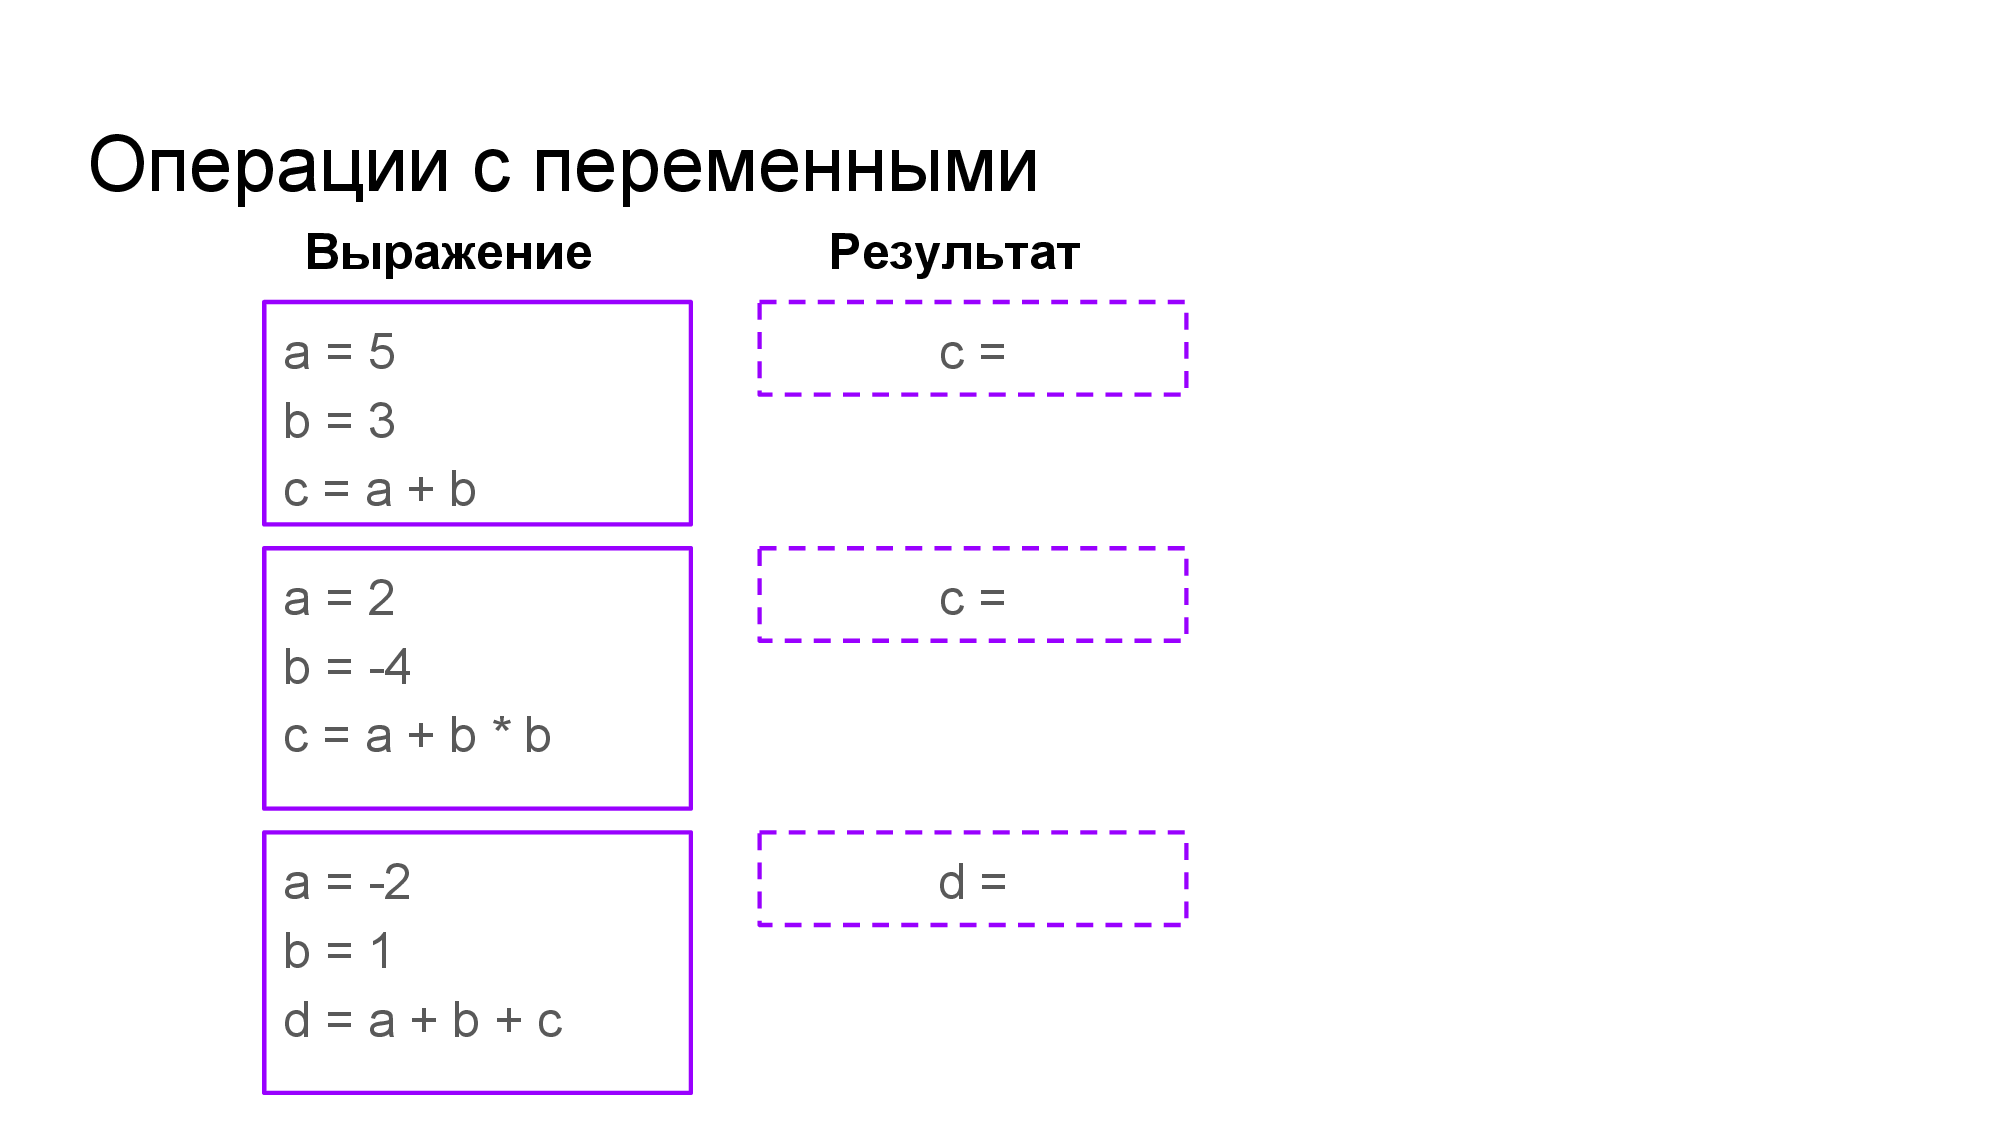 Операции с переменными
Выражение
Результат
a = 5
b = 3
c = a + b
c =
a = 2
b = -4
c = a + b * b
c =
a = -2
b = 1
d = a + b + c
d =